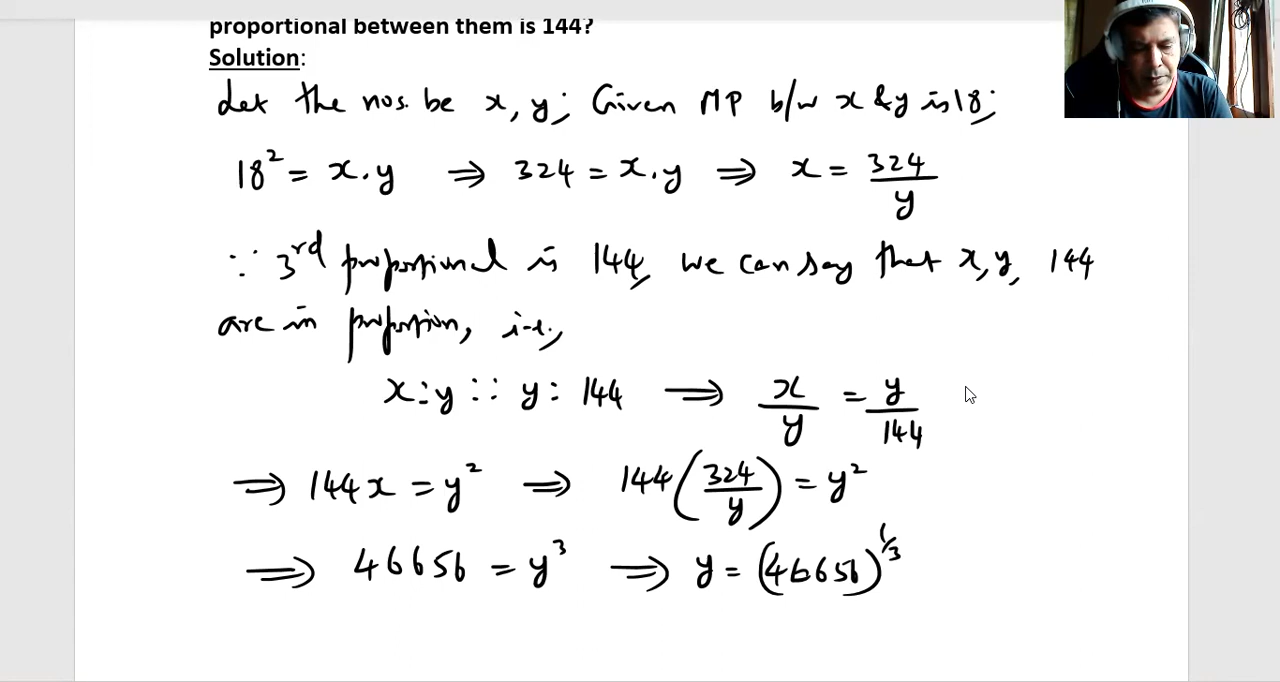 proportional between them is 144?
Solution:
Let the nos. be x, y; Given MP b/w x & y is 18;
18² = x.y ⇒ 324 = x.y ⇒ x = 324/y
∵ 3rd proportional is 144, we can say that x, y, 144
are in proportion, i.e.,
x : y :: y : 144 ⇒ x/y = y/144
⇒ 144x = y² ⇒ 144(324/y) = y²
⇒ 46656 = y³ ⇒ y = (46656)^1/3